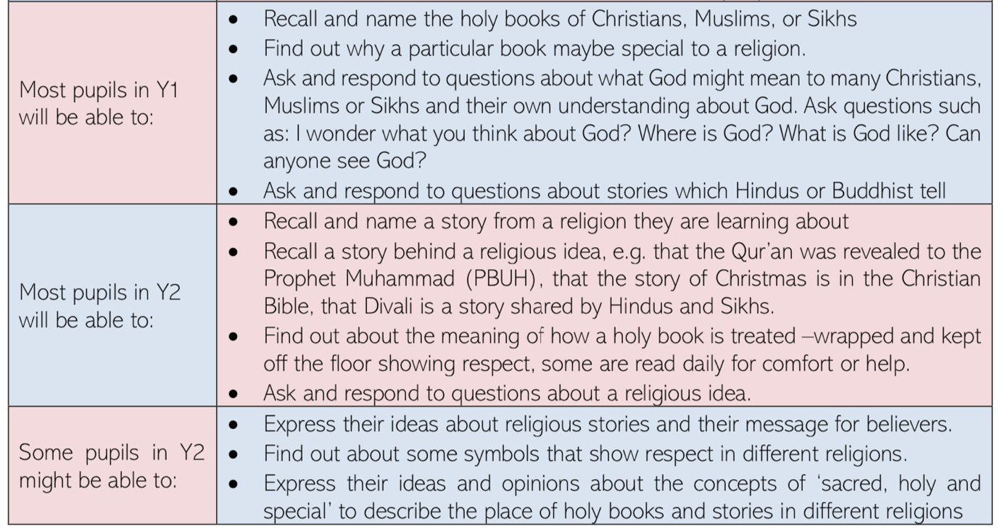 Most pupils in Y1
will be able to:
● Recall and name the holy books of Christians, Muslims, or Sikhs
● Find out why a particular book maybe special to a religion.
● Ask and respond to questions about what God might mean to many Christians,
Muslims or Sikhs and their own understanding about God. Ask questions such
as: I wonder what you think about God? Where is God? What is God like? Can
anyone see God?
● Ask and respond to questions about stories which Hindus or Buddhist tell
Most pupils in Y2
will be able to:
● Recall and name a story from a religion they are learning about
● Recall a story behind a religious idea, e.g. that the Qur’an was revealed to the
Prophet Muhammad (PBUH), that the story of Christmas is in the Christian
Bible, that Divali is a story shared by Hindus and Sikhs.
● Find out about the meaning of how a holy book is treated –wrapped and kept
off the floor showing respect, some are read daily for comfort or help.
● Ask and respond to questions about a religious idea.
Some pupils in Y2
might be able to:
● Express their ideas about religious stories and their message for believers.
● Find out about some symbols that show respect in different religions.
● Express their ideas and opinions about the concepts of ‘sacred, holy and
special’ to describe the place of holy books and stories in different religions